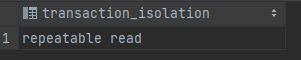 transaction_isolation
1 repeatable read